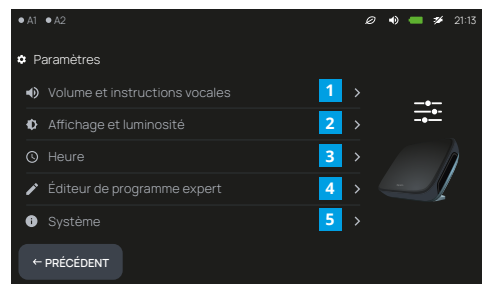 A1 A2 21:13
Paramètres
Volume et instructions vocales 1
Affichage et luminosité 2
Heure 3
Éditeur de programme expert 4
Système 5
← PRÉCÉDENT